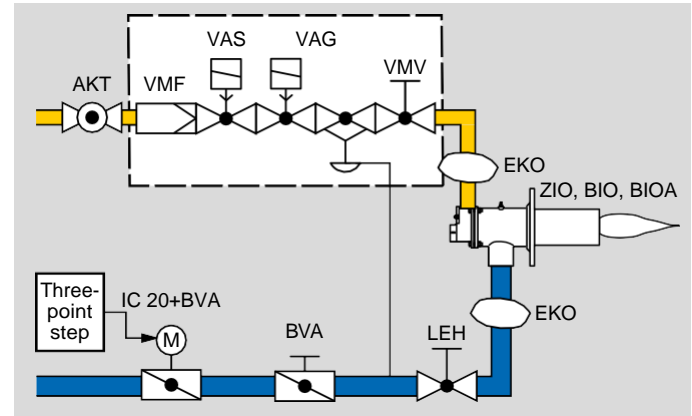 VAS
VAG
AKT
VMF
VMV
EKO
ZIO, BIO, BIOA
Three-
point
step
IC 20+BVA
M
BVA
LEH
EKO